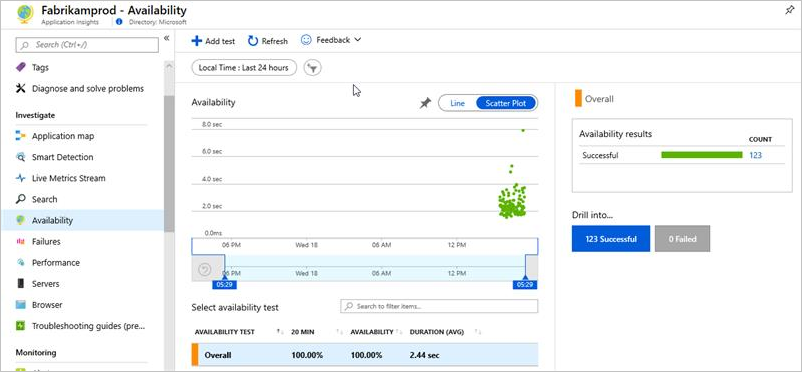 Fabrikamprod - Availability
Application Insights
Directory: Microsoft
Search (Ctrl+/)
«
Tags
Diagnose and solve problems
Investigate
Application map
Smart Detection
Live Metrics Stream
Search
Availability
Failures
Performance
Servers
Browser
Troubleshooting guides (pre...
Monitoring
Alerts
Add test
Refresh
Feedback
Local Time : Last 24 hours
Availability
Line
Scatter Plot
8.0 sec
6.0 sec
4.0 sec
2.0 sec
0.0ms
06 PM Wed 18 06 AM 12 PM
06 PM Wed 18 06 AM 12 PM
05:29 05:29
Select availability test
Search to filter items...
AVAILABILITY TEST 20 MIN AVAILABILITY DURATION (AVG)
Overall 100.00% 100.00% 2.44 sec
Overall
Availability results
COUNT
Successful 123
Drill into...
123 Successful
0 Failed